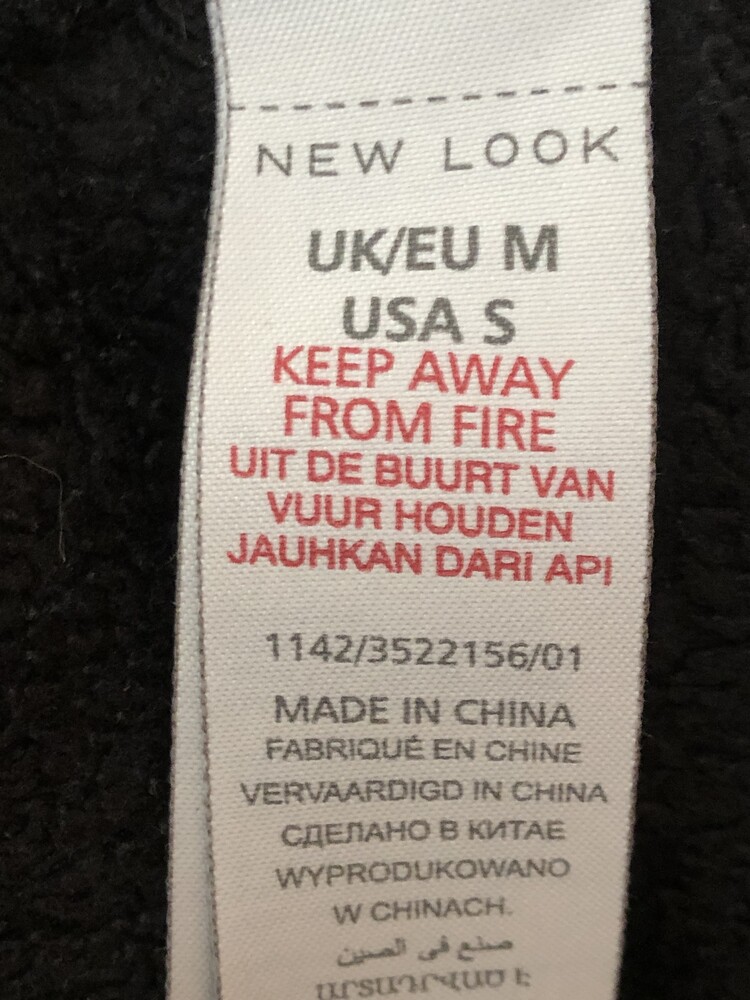 NEW LOOK
UK/EU M
USA S
KEEP AWAY
FROM FIRE
UIT DE BUURT VAN
VUUR HOUDEN
JAUHKAN DARI API
1142/3522156/01
MADE IN CHINA
FABRIQUÉ EN CHINE
VERVAARDIGD IN CHINA
СДЕЛАНО В КИТАЕ
WYPRODUKOWANO
W CHINACH.
صنع في الصين
ԱՐՏԱԴՐՎԱԾ Է